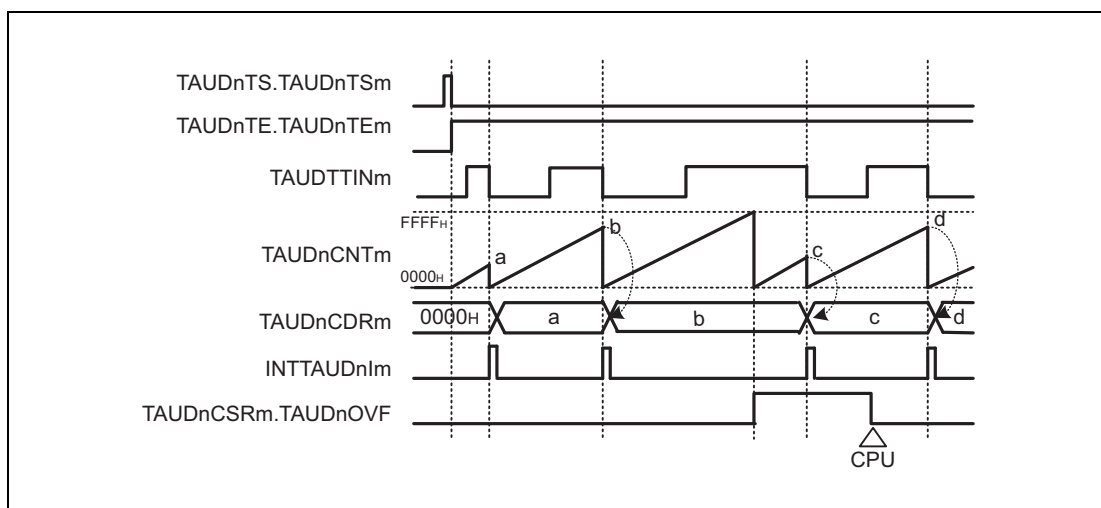 TAUDnTS.TAUDnTSm
TAUDnTE.TAUDnTEm
TAUDTTINm
FFFFH
TAUDnCNTm
0000H
a
b
c
d
TAUDnCDRm
0000H a b c d
INTTAUDnIm
TAUDnCSRm.TAUDnOVF
CPU